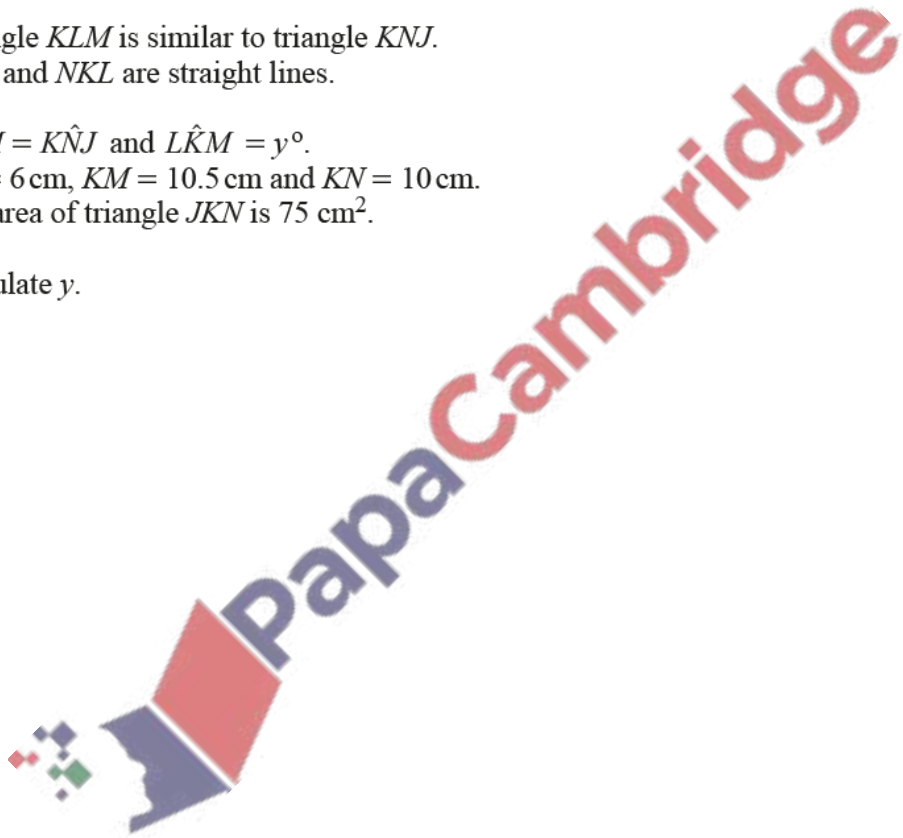 gle KLM is similar to triangle KNJ.
and NKL are straight lines.
= KN̂J and LK̂M = y°.
6 cm, KM = 10.5 cm and KN = 10 cm.
area of triangle JKN is 75 cm².
ulate y.
PapaCambridge